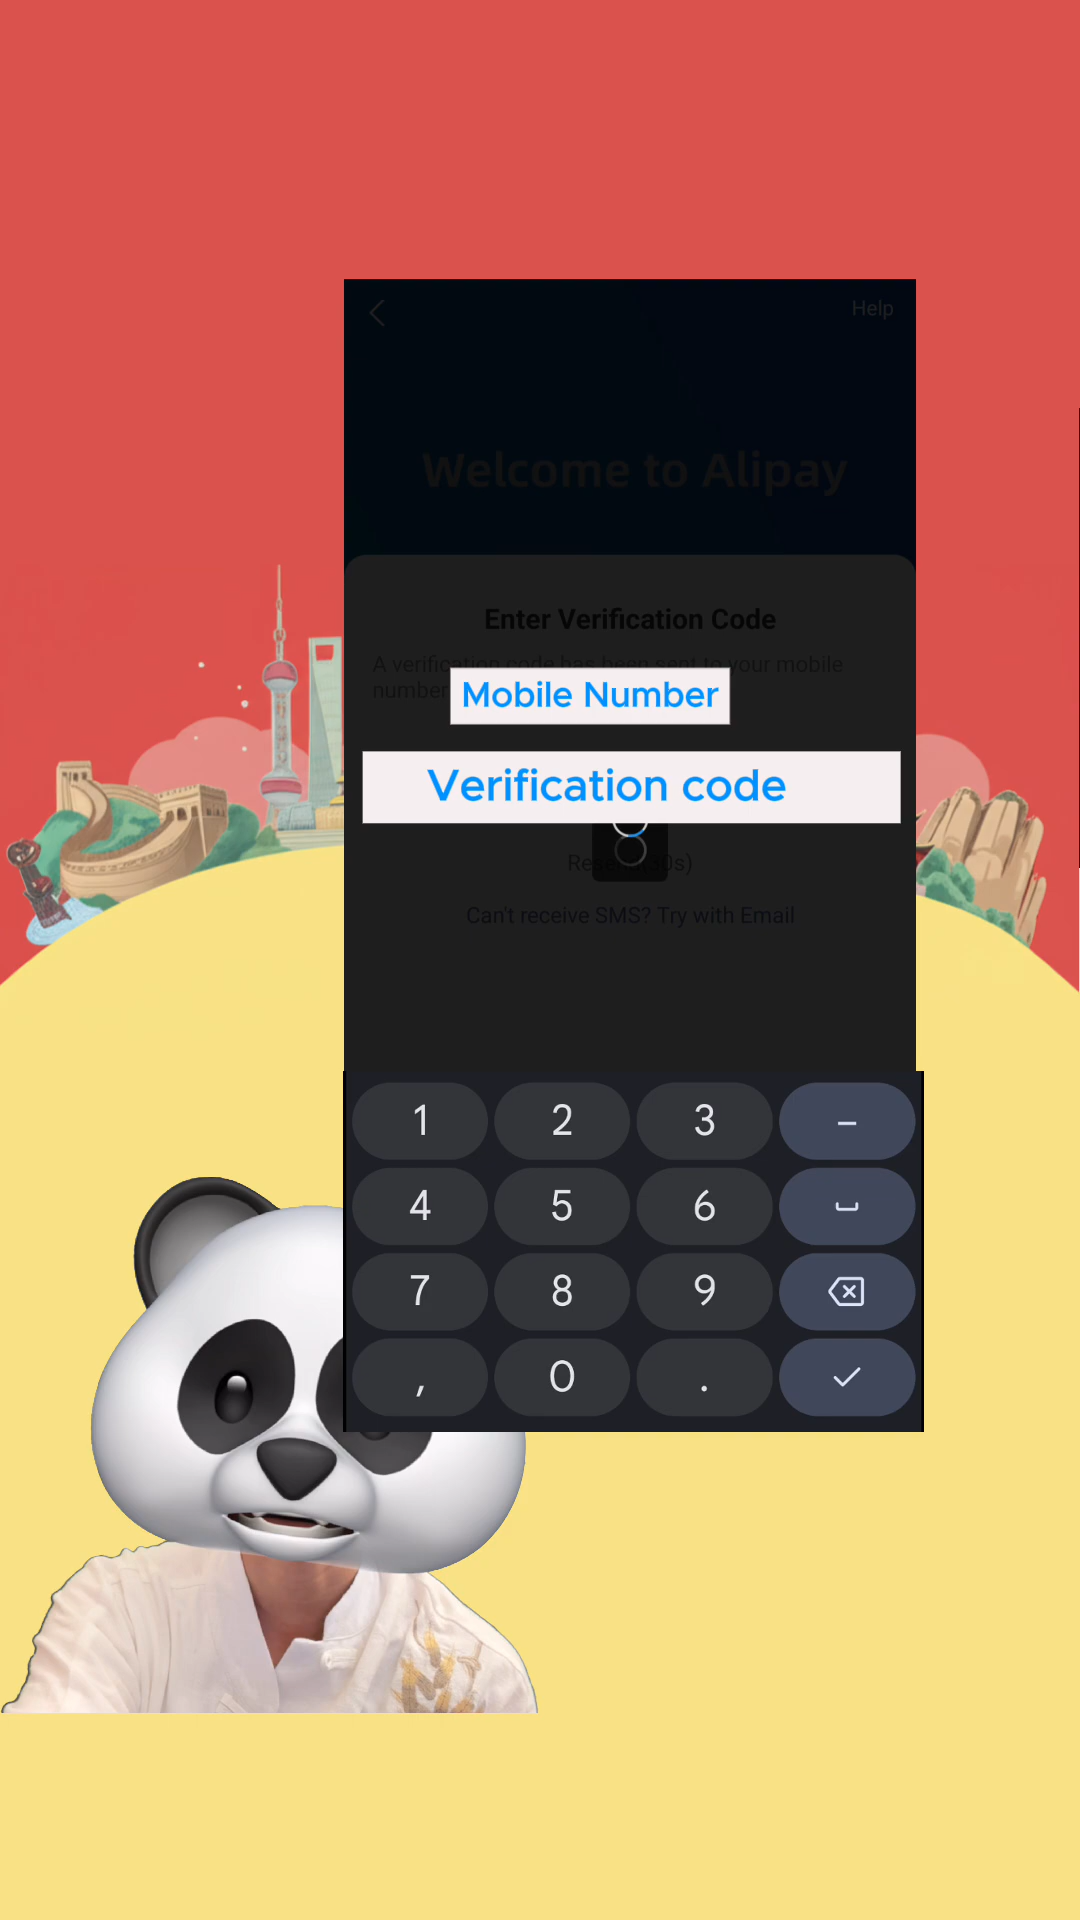 Help
Welcome to Alipay
Enter Verification Code
A verification code has been sent to your mobile
number
Mobile Number
Verification code
Can't receive SMS? Try with Email
1 2 3 –
4 5 6
7 8 9
, 0 .